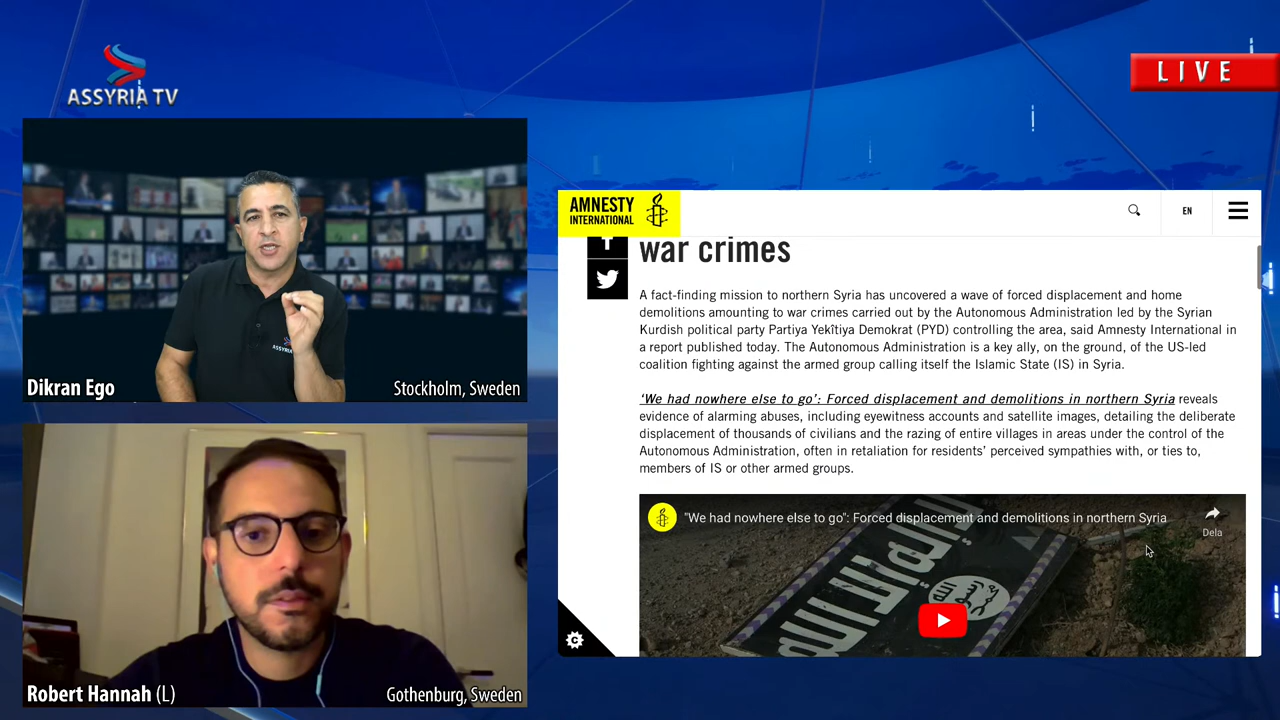 ASSYRIA TV
LIVE
Dikran Ego
Stockholm, Sweden
Robert Hannah (L)
Gothenburg, Sweden
AMNESTY
INTERNATIONAL
EN
war crimes
A fact-finding mission to northern Syria has uncovered a wave of forced displacement and home
demolitions amounting to war crimes carried out by the Autonomous Administration led by the Syrian
Kurdish political party Partiya Yekîtiya Demokrat (PYD) controlling the area, said Amnesty International in
a report published today. The Autonomous Administration is a key ally, on the ground, of the US-led
coalition fighting against the armed group calling itself the Islamic State (IS) in Syria.
‘We had nowhere else to go’: Forced displacement and demolitions in northern Syria reveals
evidence of alarming abuses, including eyewitness accounts and satellite images, detailing the deliberate
displacement of thousands of civilians and the razing of entire villages in areas under the control of the
Autonomous Administration, often in retaliation for residents’ perceived sympathies with, or ties to,
members of IS or other armed groups.
"We had nowhere else to go": Forced displacement and demolitions in northern Syria
Dela